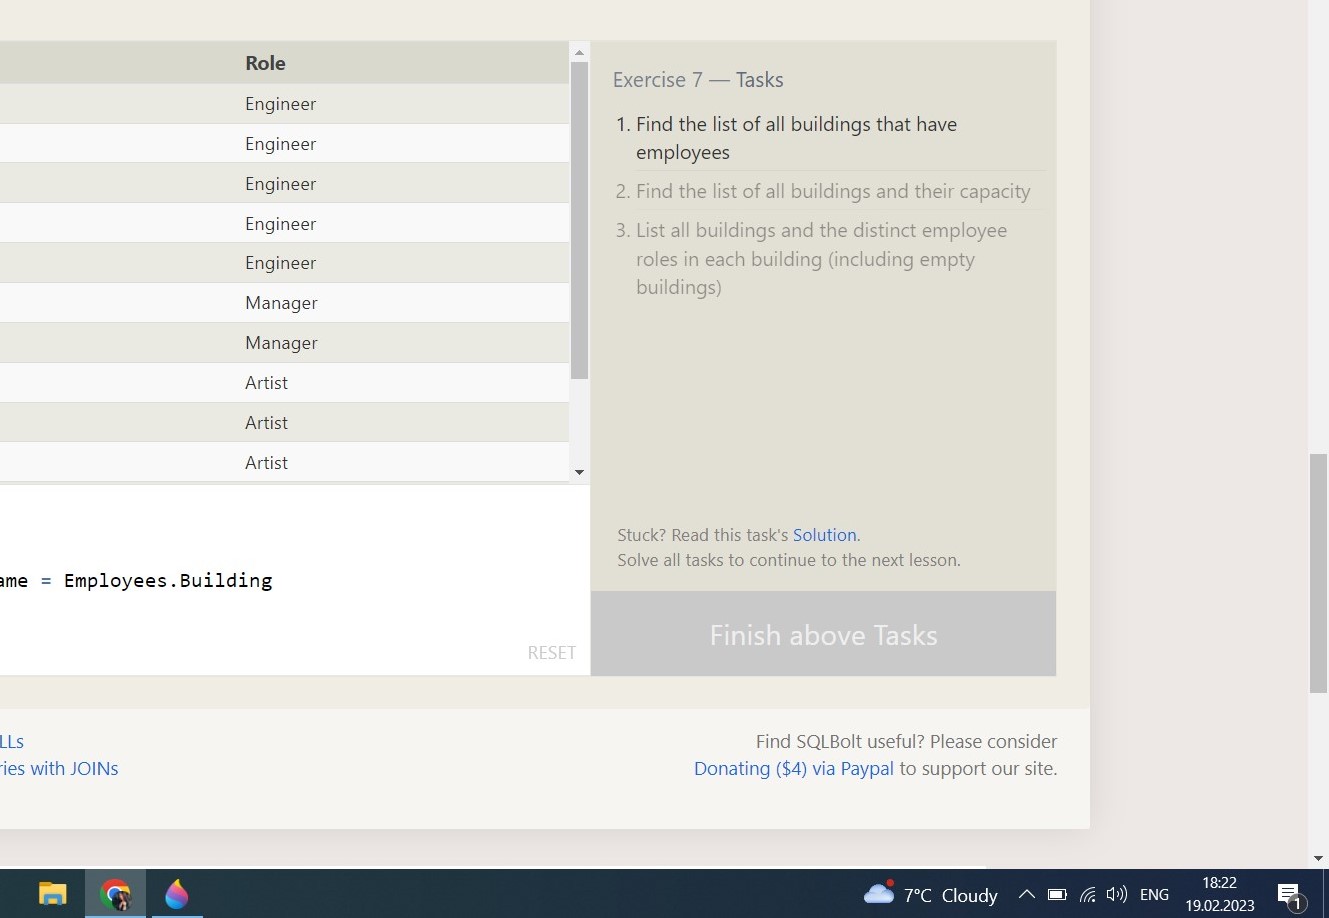 Role
Engineer
Engineer
Engineer
Engineer
Engineer
Manager
Manager
Artist
Artist
Artist
ame = Employees.Building
RESET
Exercise 7 — Tasks
1. Find the list of all buildings that have
employees
2. Find the list of all buildings and their capacity
3. List all buildings and the distinct employee
roles in each building (including empty
buildings)
Stuck? Read this task's Solution.
Solve all tasks to continue to the next lesson.
Finish above Tasks
LLs
ries with JOINs
Find SQLBolt useful? Please consider
Donating ($4) via Paypal to support our site.
7°C Cloudy
ENG
18:22
19.02.2023
1